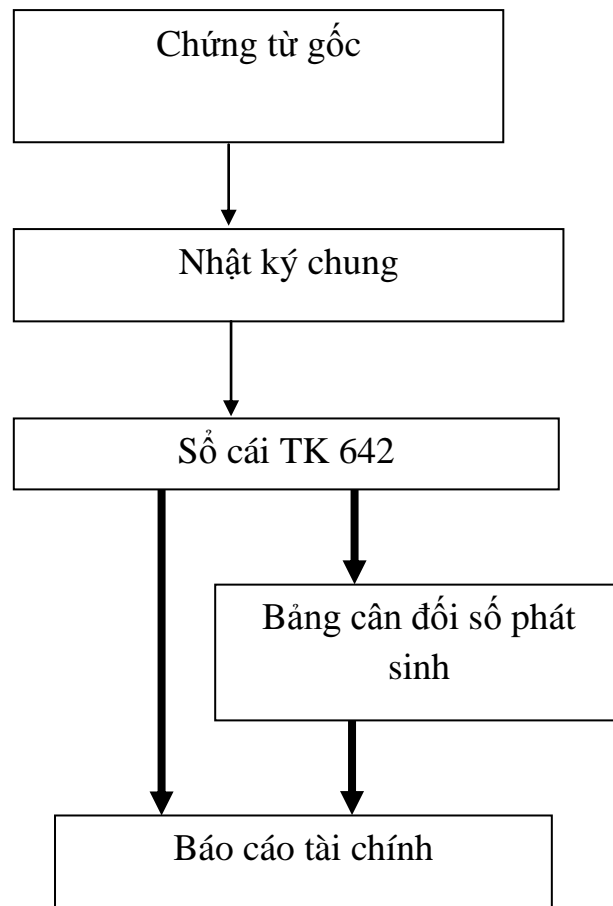 Chứng từ gốc
Nhật ký chung
Sổ cái TK 642
Bảng cân đối số phát
sinh
Báo cáo tài chính